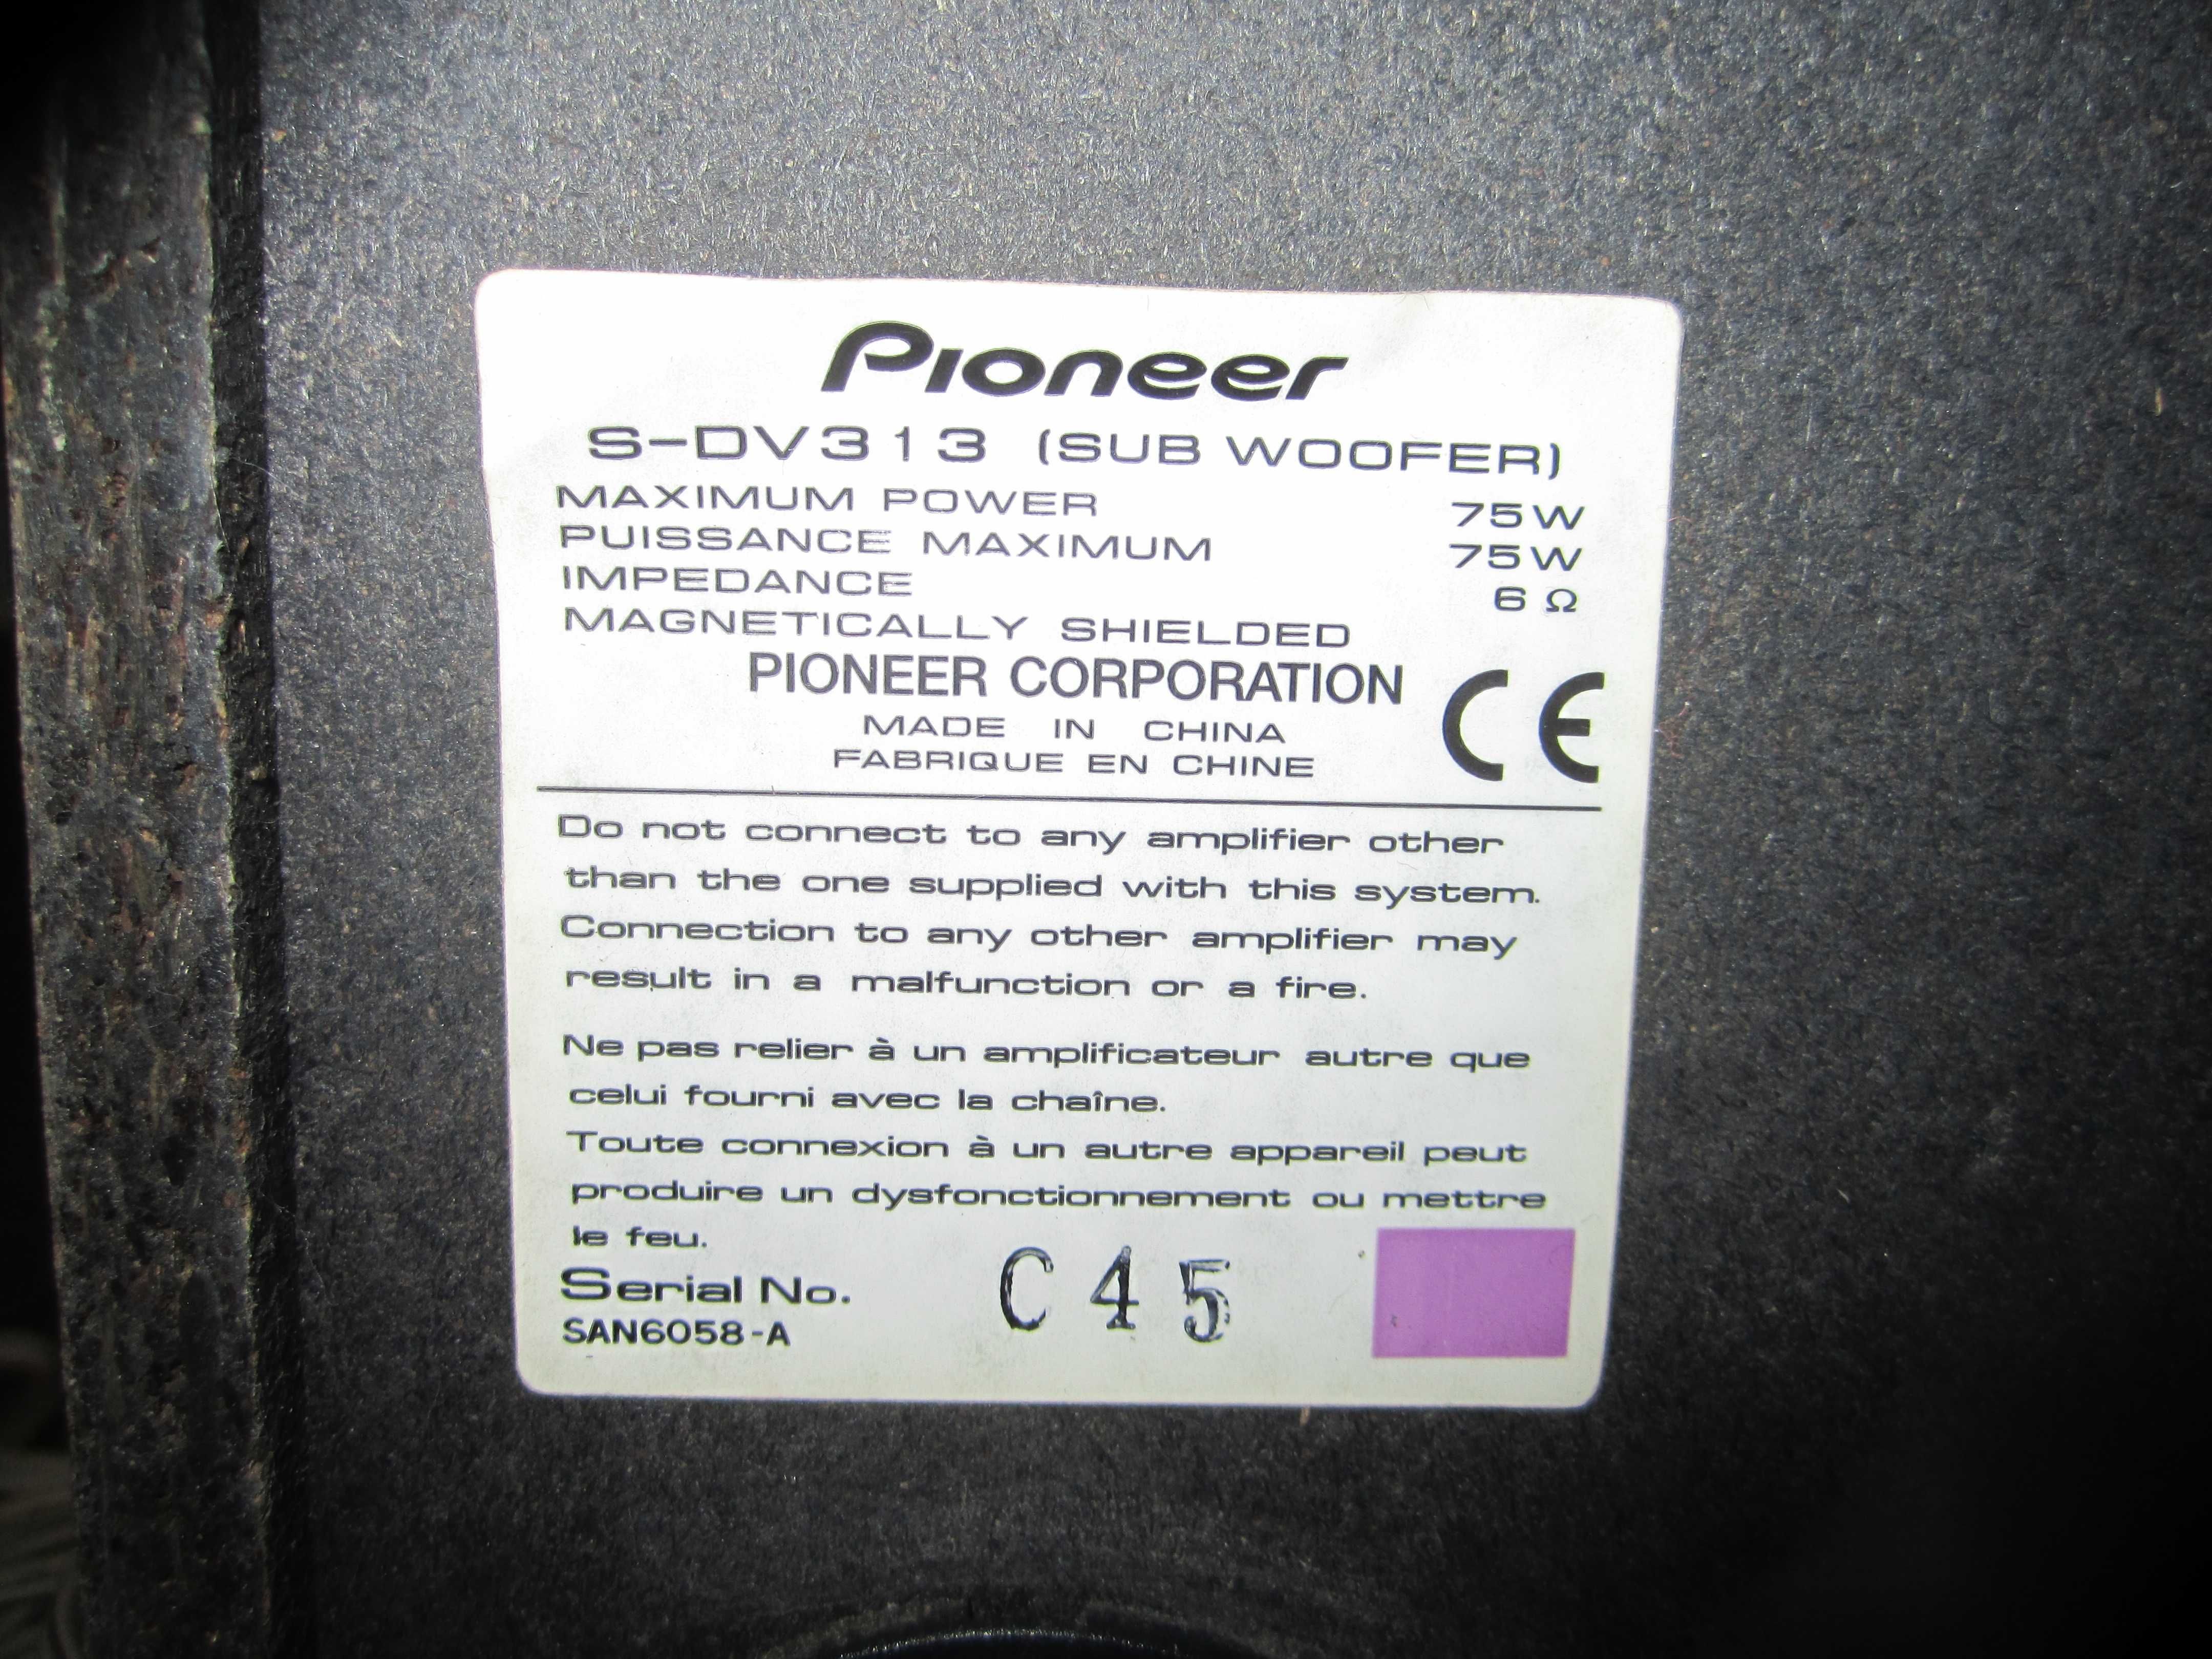 Pioneer
S-DV313 (SUB WOOFER)
MAXIMUM POWER 75W
PUISSANCE MAXIMUM 75W
IMPEDANCE 6 Ω
MAGNETICALLY SHIELDED
PIONEER CORPORATION
CE
MADE IN CHINA
FABRIQUE EN CHINE
Do not connect to any amplifier other
than the one supplied with this system.
Connection to any other amplifier may
result in a malfunction or a fire.
Ne pas relier à un amplificateur autre que
celui fourni avec la chaîne.
Toute connexion à un autre appareil peut
produire un dysfonctionnement ou mettre
le feu.
Serial No. C45
SAN6058-A